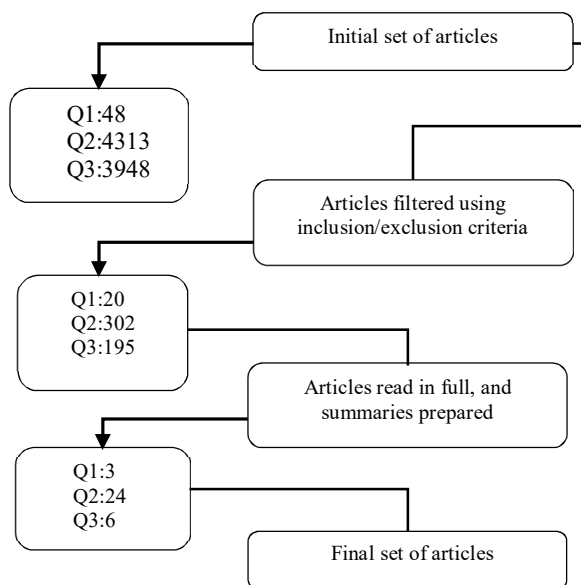 Initial set of articles
Q1:48
Q2:4313
Q3:3948
Articles filtered using
inclusion/exclusion criteria
Q1:20
Q2:302
Q3:195
Articles read in full, and
summaries prepared
Q1:3
Q2:24
Q3:6
Final set of articles